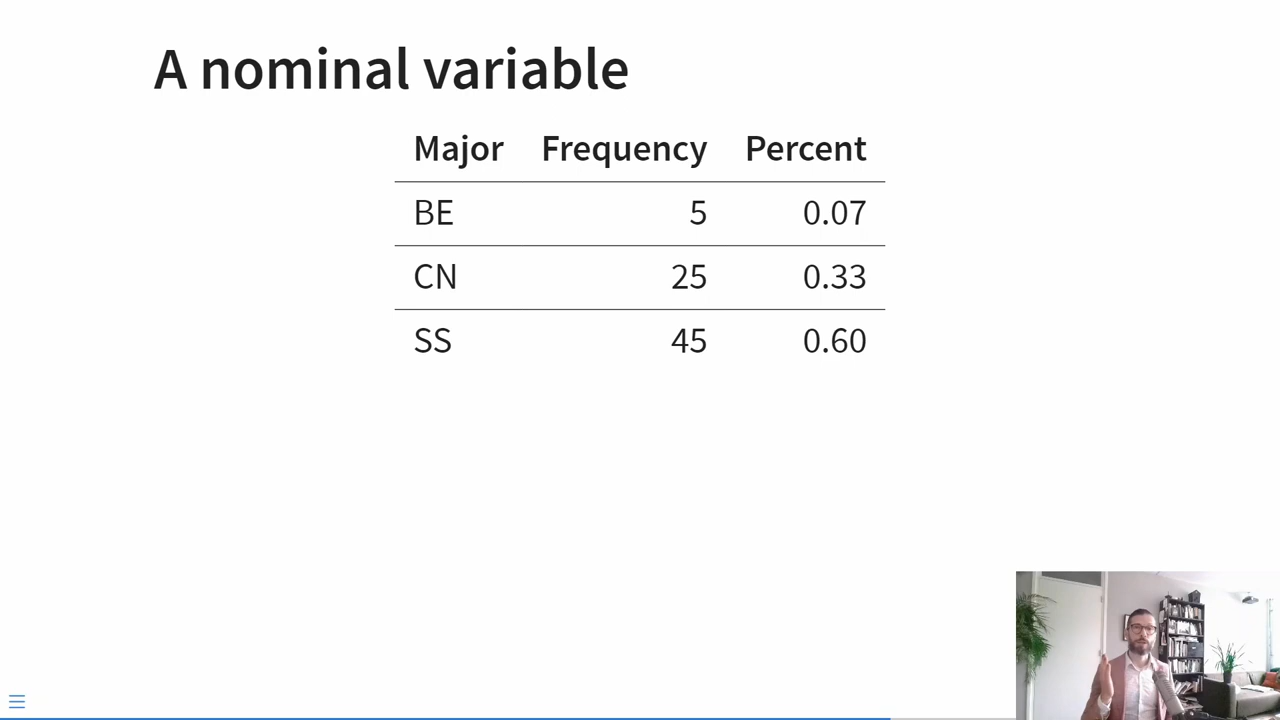 A nominal variable
Major Frequency Percent
BE 5 0.07
CN 25 0.33
SS 45 0.60